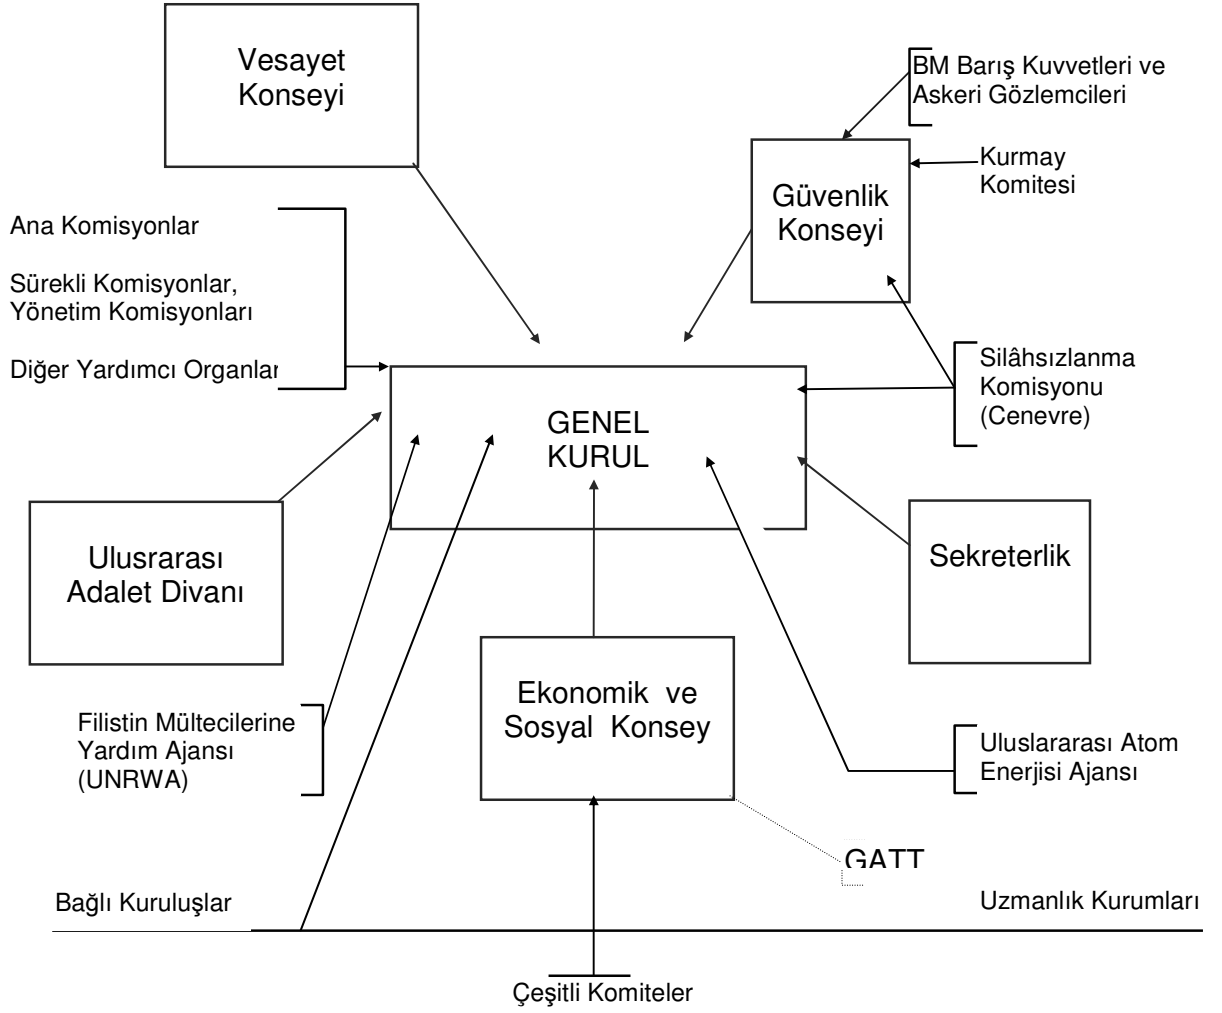 Vesayet
Konseyi
BM Barış Kuvvetleri ve
Askeri Gözlemcileri
Kurmay
Komitesi
Güvenlik
Konseyi
Ana Komisyonlar
Sürekli Komisyonlar,
Yönetim Komisyonları
Diğer Yardımcı Organlar
Silâhsızlanma
Komisyonu
(Cenevre)
GENEL
KURUL
Ulusrarası
Adalet Divanı
Sekreterlik
Ekonomik ve
Sosyal Konsey
Filistin Mültecilerine
Yardım Ajansı
(UNRWA)
Uluslararası Atom
Enerjisi Ajansı
GATT
Bağlı Kuruluşlar
Uzmanlık Kurumları
Çeşitli Komiteler